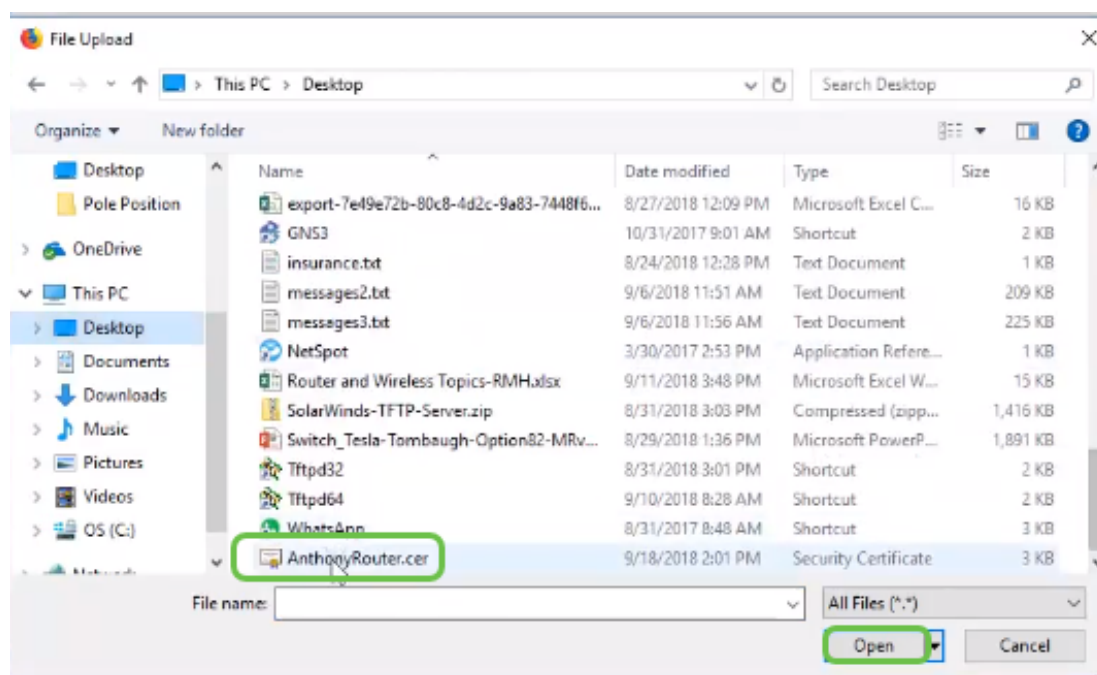 File Upload
This PC > Desktop
Search Desktop
Organize
New folder
Desktop
Pole Position
OneDrive
This PC
Desktop
Documents
Downloads
Music
Pictures
Videos
OS (C:)
Name Date modified Type Size
export-7e49e72b-80c8-4d2c-9a83-7448f6... 8/27/2018 12:09 PM Microsoft Excel C... 16 KB
GNS3 10/31/2017 9:01 AM Shortcut 2 KB
insurance.txt 8/24/2018 12:28 PM Text Document 1 KB
messages2.txt 9/6/2018 11:51 AM Text Document 209 KB
messages3.txt 9/6/2018 11:56 AM Text Document 225 KB
NetSpot 3/30/2017 2:53 PM Application Refere... 1 KB
Router and Wireless Topics-RMH.xlsx 9/11/2018 3:48 PM Microsoft Excel W... 15 KB
SolarWinds-TFTP-Server.zip 8/31/2018 3:03 PM Compressed (zipp... 1,416 KB
Switch_Tesla-Tombaugh-Option82-MRv... 8/29/2018 1:36 PM Microsoft PowerP... 1,891 KB
Tftpd32 8/31/2018 3:01 PM Shortcut 2 KB
Tftpd64 9/10/2018 8:28 AM Shortcut 2 KB
WhatsApp 8/31/2017 8:48 AM Shortcut 3 KB
AnthonyRouter.cer 9/18/2018 2:01 PM Security Certificate 3 KB
File name:
All Files (*.*)
Open
Cancel